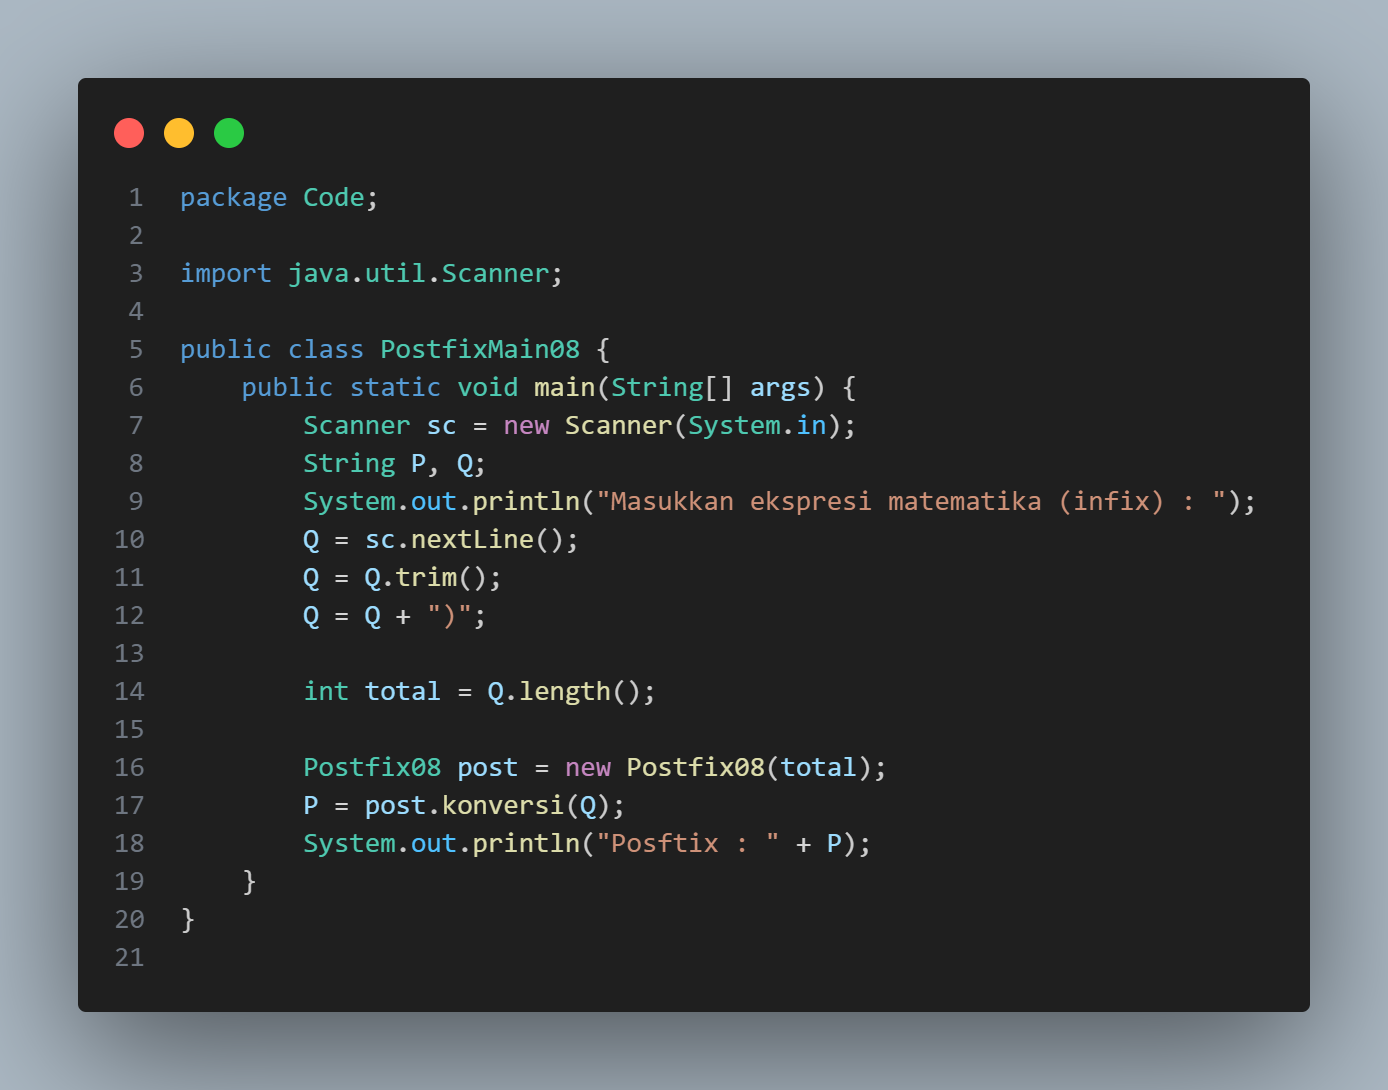 1 package Code;
2
3 import java.util.Scanner;
4
5 public class PostfixMain08 {
6     public static void main(String[] args) {
7         Scanner sc = new Scanner(System.in);
8         String P, Q;
9         System.out.println("Masukkan ekspresi matematika (infix) : ");
10         Q = sc.nextLine();
11         Q = Q.trim();
12         Q = Q + ")";
13
14         int total = Q.length();
15
16         Postfix08 post = new Postfix08(total);
17         P = post.konversi(Q);
18         System.out.println("Posftix : " + P);
19     }
20 }
21